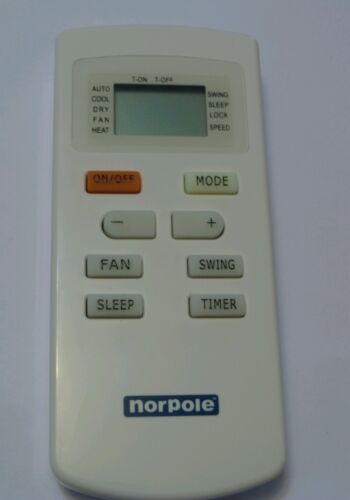 T-ON T-OFF
AUTO
COOL
DRY
FAN
HEAT
SWING
SLEEP
LOCK
SPEED
ON/OFF MODE
- +
FAN SWING
SLEEP TIMER
norpole